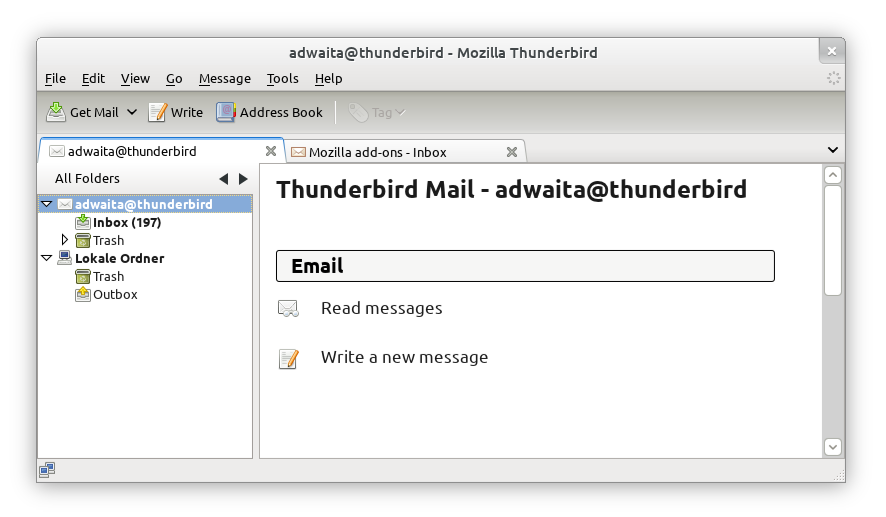 adwaita@thunderbird - Mozilla Thunderbird
File Edit View Go Message Tools Help
Get Mail Write Address Book Tag
adwaita@thunderbird Mozilla add-ons - Inbox
All Folders
adwaita@thunderbird
Inbox (197)
Trash
Lokale Ordner
Trash
Outbox
Thunderbird Mail - adwaita@thunderbird
Email
Read messages
Write a new message